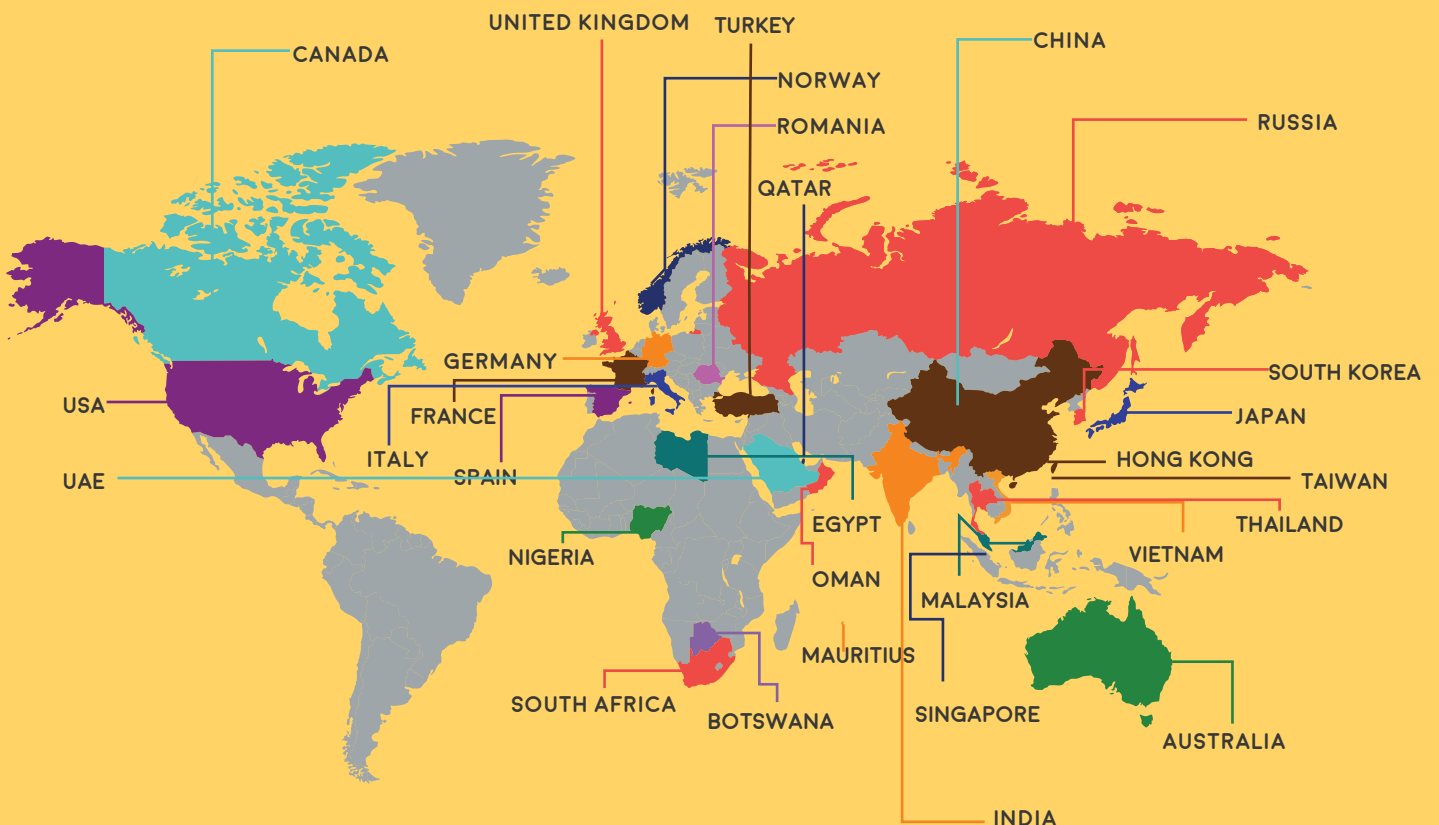 UNITED KINGDOM
TURKEY
CANADA
CHINA
NORWAY
RUSSIA
ROMANIA
QATAR
GERMANY
SOUTH KOREA
USA
FRANCE
JAPAN
ITALY
HONG KONG
SPAIN
UAE
TAIWAN
EGYPT
THAILAND
NIGERIA
VIETNAM
OMAN
MALAYSIA
MAURITIUS
SOUTH AFRICA
BOTSWANA
SINGAPORE
AUSTRALIA
INDIA